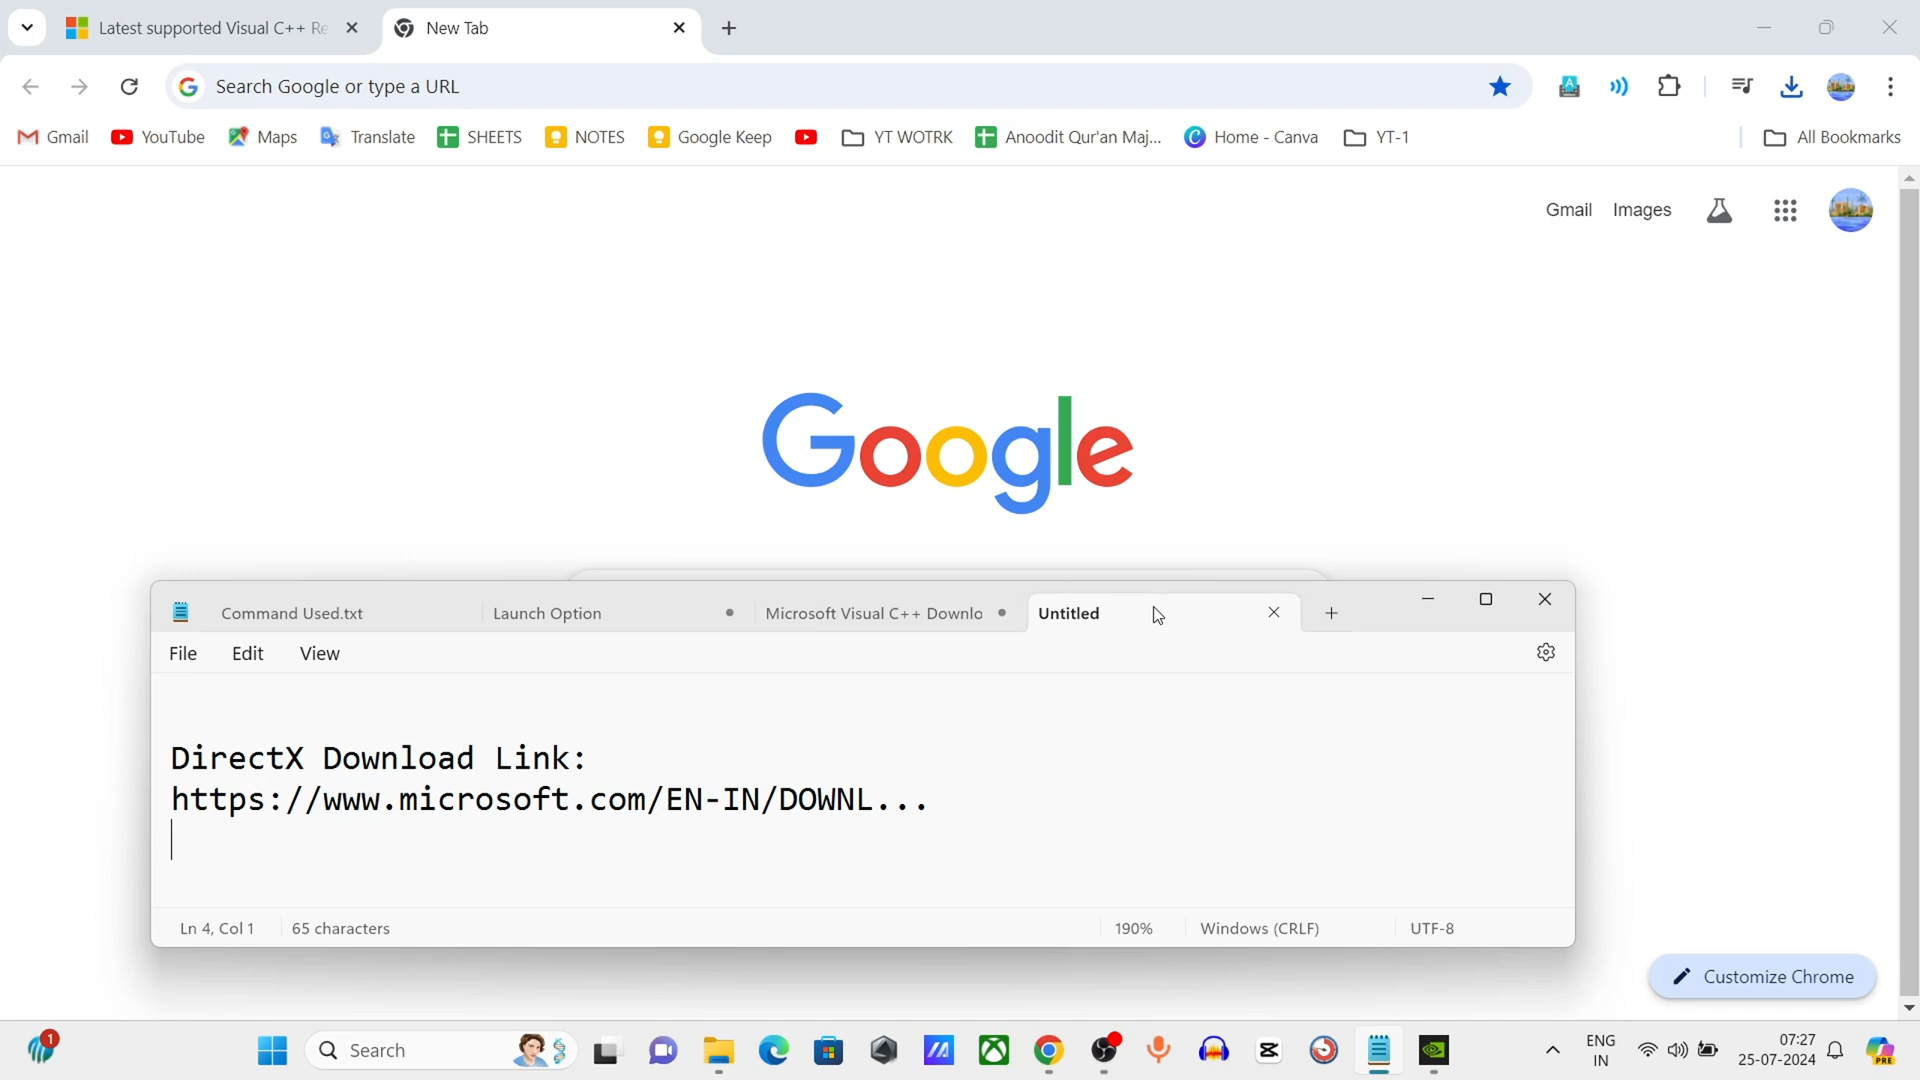 Latest supported Visual C++ Re
New Tab
Search Google or type a URL
Gmail YouTube Maps Translate SHEETS NOTES Google Keep YT WOTRK Anoodit Qur'an Maj... Home - Canva YT-1 All Bookmarks
Gmail Images
Google
Command Used.txt Launch Option Microsoft Visual C++ Downlo Untitled
File Edit View
DirectX Download Link:
https://www.microsoft.com/EN-IN/DOWNL...
Ln 4, Col 1 65 characters 190% Windows (CRLF) UTF-8
Customize Chrome
1
Search
ENG
IN
07:27
25-07-2024
PRE